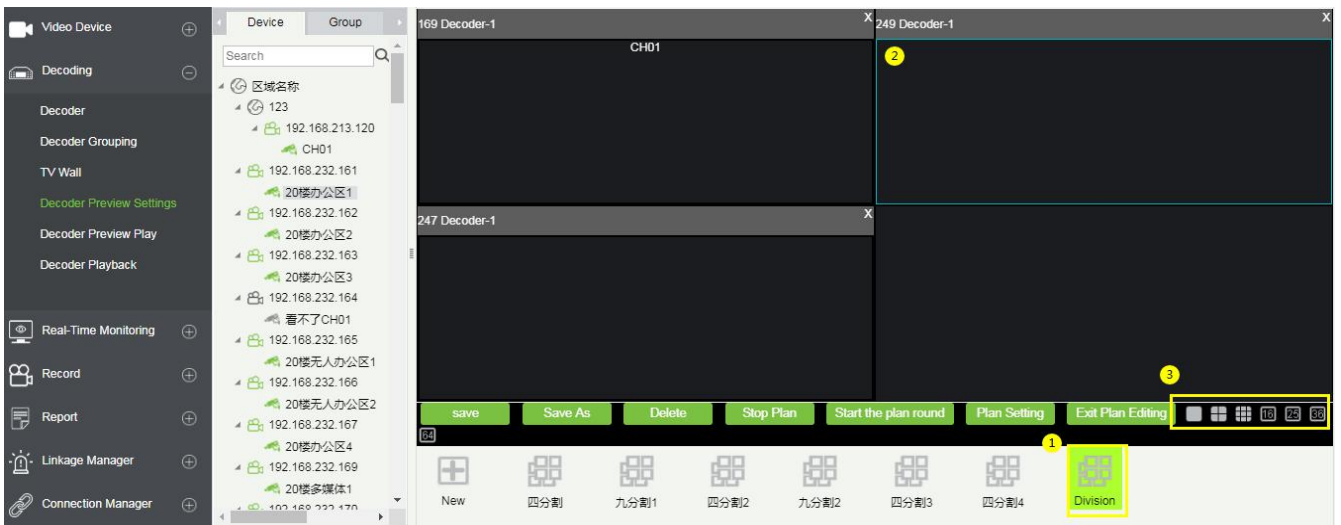 Video Device
Decoding
Decoder
Decoder Grouping
TV Wall
Decoder Preview Settings
Decoder Preview Play
Decoder Playback
Real-Time Monitoring
Record
Report
Linkage Manager
Connection Manager
Device Group
Search
区域名称
123
192.168.213.120
CH01
192.168.232.161
20楼办公区1
192.168.232.162
20楼办公区2
192.168.232.163
20楼办公区3
192.168.232.164
看不了CH01
192.168.232.165
20楼无人办公区1
192.168.232.166
20楼无人办公区2
192.168.232.167
20楼办公区4
192.168.232.169
20楼多媒体1
192.168.232.170
169 Decoder-1 X
CH01
249 Decoder-1 X
2
247 Decoder-1 X
3
save Save As Delete Stop Plan Start the plan round Plan Setting Exit Plan Editing 16 25 36
64
1
New 四分割 九分割1 四分割2 九分割2 四分割3 四分割4 Division